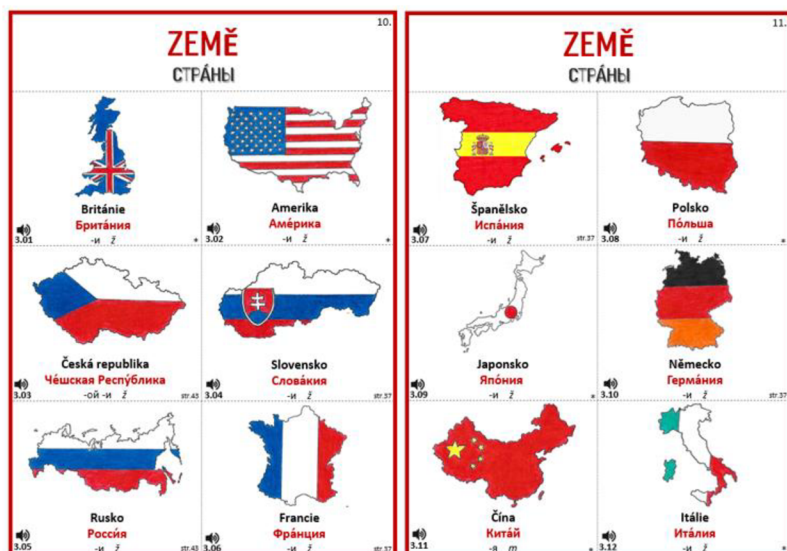 10.
ZEMĚ
СТРА́НЫ
Británie
Брита́ния
3.01 -и ž *
Amerika
Аме́рика
3.02 -и ž *
Česká republika
Че́шская Респу́блика
3.03 -ой -и ž str.43
Slovensko
Слова́кия
3.04 -и ž str.37
Rusko
Росси́я
3.05 -и ž str.43
Francie
Фра́нция
3.06 -и ž str.37
11.
ZEMĚ
СТРА́НЫ
Španělsko
Испа́ния
3.07 -и ž str.37
Polsko
По́льша
3.08 -и ž *
Japonsko
Япо́ния
3.09 -и ž *
Německo
Герма́ния
3.10 -и ž str.37
Čína
Кита́й
3.11 -я m *
Itálie
Ита́лия
3.12 -и ž *